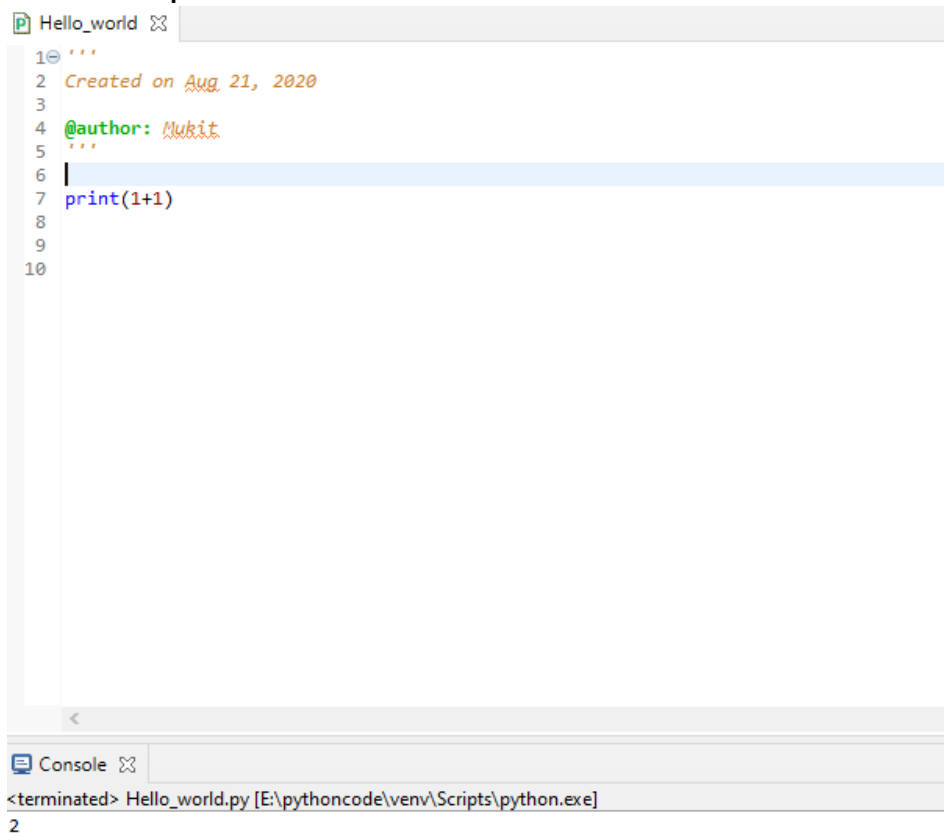 Hello_world
1 '''
2 Created on Aug 21, 2020
3
4 @author: Mukit
5 '''
6
7 print(1+1)
8
9
10
Console
<terminated> Hello_world.py [E:\pythoncode\venv\Scripts\python.exe]
2